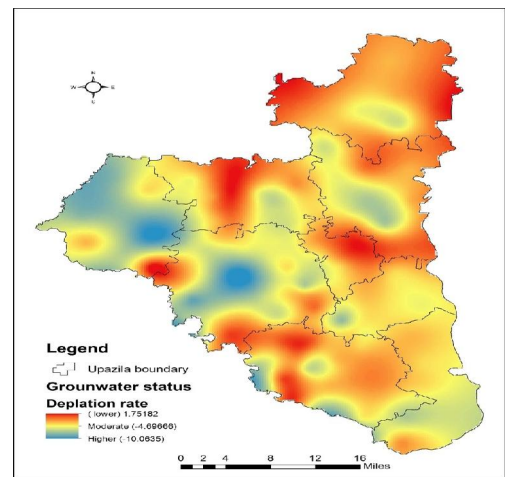 N
W E
S
Legend
Upazila boundary
Grounwater status
Deplation rate
(lower) 1.75182
Moderate (-4.69666)
Higher (-10.0635)
0 2 4 8 12 16
Miles